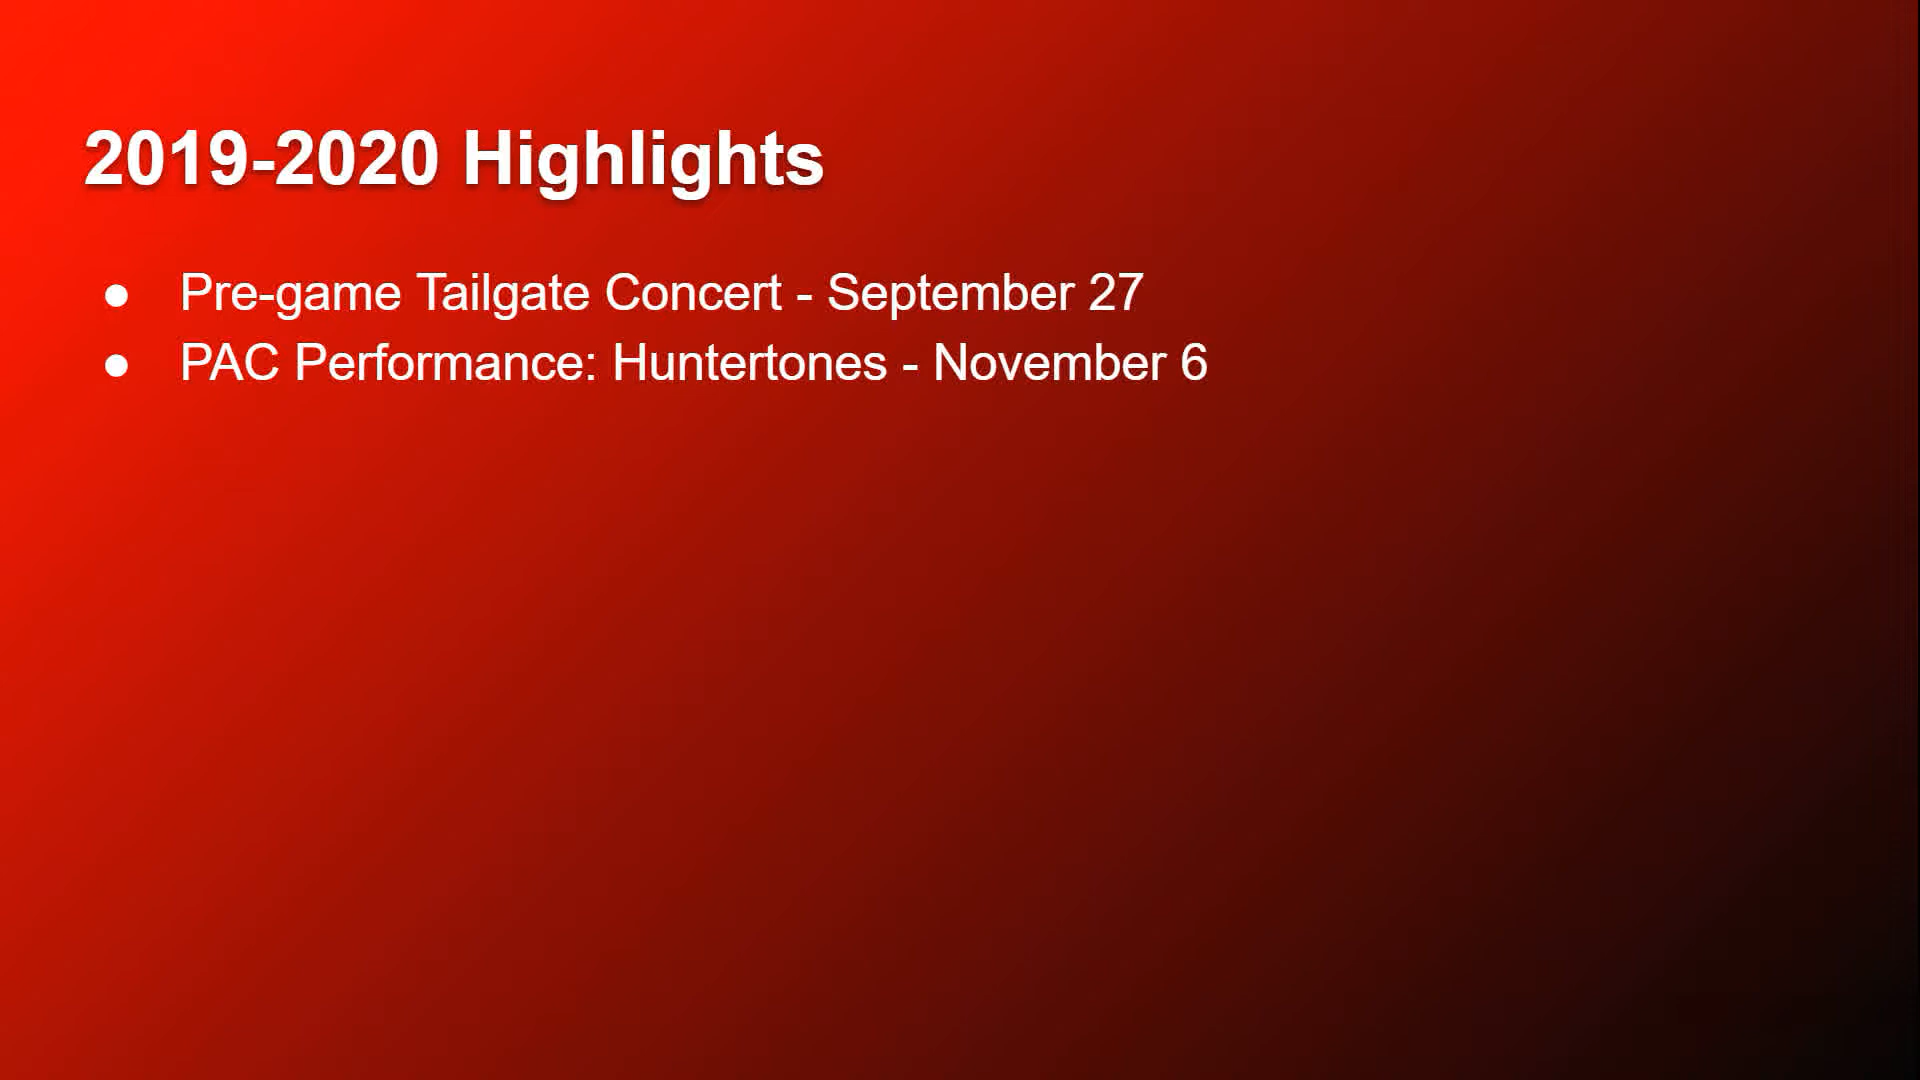 2019-2020 Highlights
● Pre-game Tailgate Concert - September 27
● PAC Performance: Huntertones - November 6